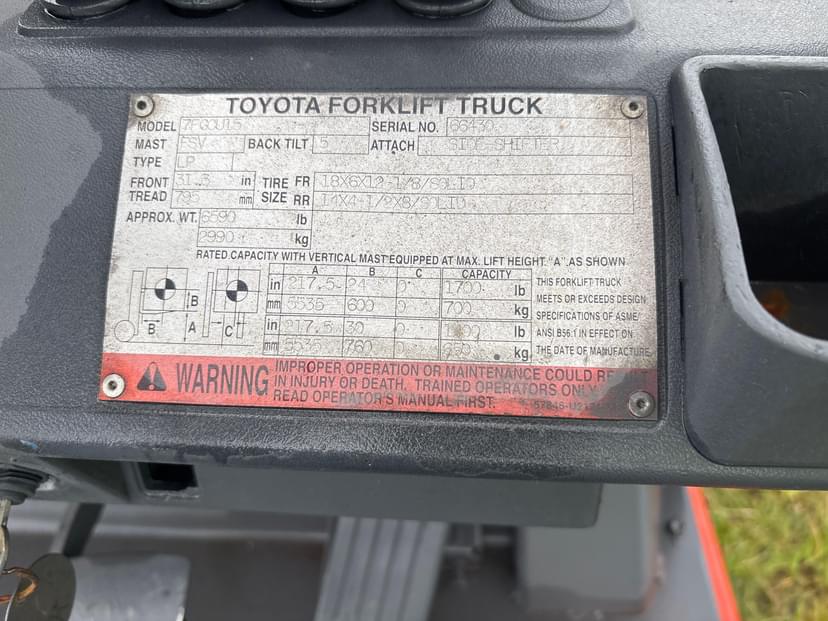 TOYOTA FORKLIFT TRUCK
MODEL 7FGCU15 SERIAL NO. 66430
MAST FSV BACK TILT 5 ATTACH SIDE SHIFTER
TYPE LP
FRONT TREAD 31.3 in 795 mm
TIRE SIZE FR 18X6X12-1/8/SOLID
RR 14X4-1/2X8/SOLID
APPROX. WT. 6590 lb
2990 kg
RATED CAPACITY WITH VERTICAL MAST EQUIPPED AT MAX. LIFT HEIGHT "A", AS SHOWN
A B C CAPACITY
in 217.5 24 0 1700 lb
mm 5535 600 0 700 kg
in 217.5 30 0 lb
mm 760 0 kg
B
B A C
THIS FORKLIFT TRUCK
MEETS OR EXCEEDS DESIGN
SPECIFICATIONS OF ASME/
ANSI B56.1 IN EFFECT ON
THE DATE OF MANUFACTURE.
WARNING
IMPROPER OPERATION OR MAINTENANCE COULD RESULT
IN INJURY OR DEATH. TRAINED OPERATORS ONLY
READ OPERATOR'S MANUAL FIRST.